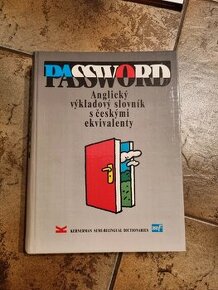 PASSWORD
Anglický
výkladový slovník
s českými
ekvivalenty
KERNERMAN SEMI-BILINGUAL DICTIONARIES